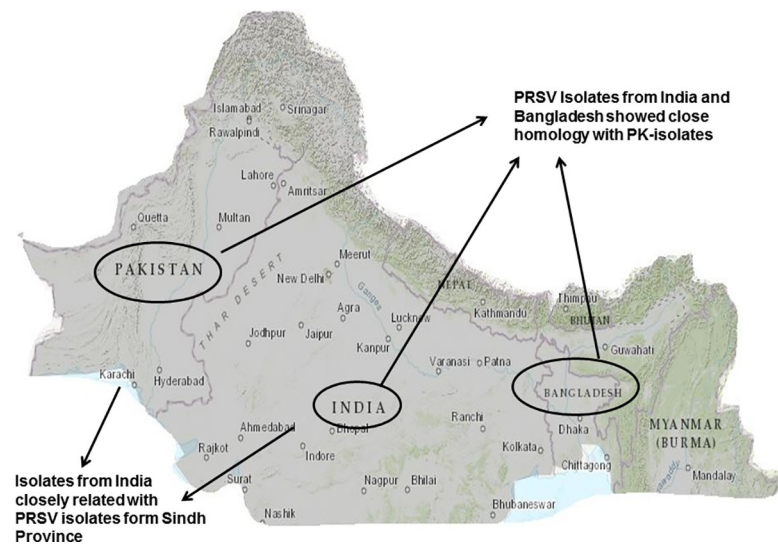 PRSV Isolates from India and
Bangladesh showed close
homology with PK-isolates
Islamabad
Srinagar
Rawalpindi
Lahore
Amritsar
Quetta
Multan
PAKISTAN
THAR DESERT
Meerut
New Delhi
NEPAL
Kathmandu
Thimphu
BHUTAN
Ganges
Agra
Lucknow
Guwahati
Jodhpur
Jaipur
Kanpur
Varanasi
Patna
Karachi
Hyderabad
BANGLADESH
INDIA
Ranchi
Dhaka
MYANMAR
(BURMA)
Ahmedabad
Bhopal
Rajkot
Indore
Kolkata
Chittagong
Mandalay
Isolates from India
closely related with
PRSV isolates form Sindh
Province
Surat
Nagpur
Bhilai
Nashik
Bhubaneswar